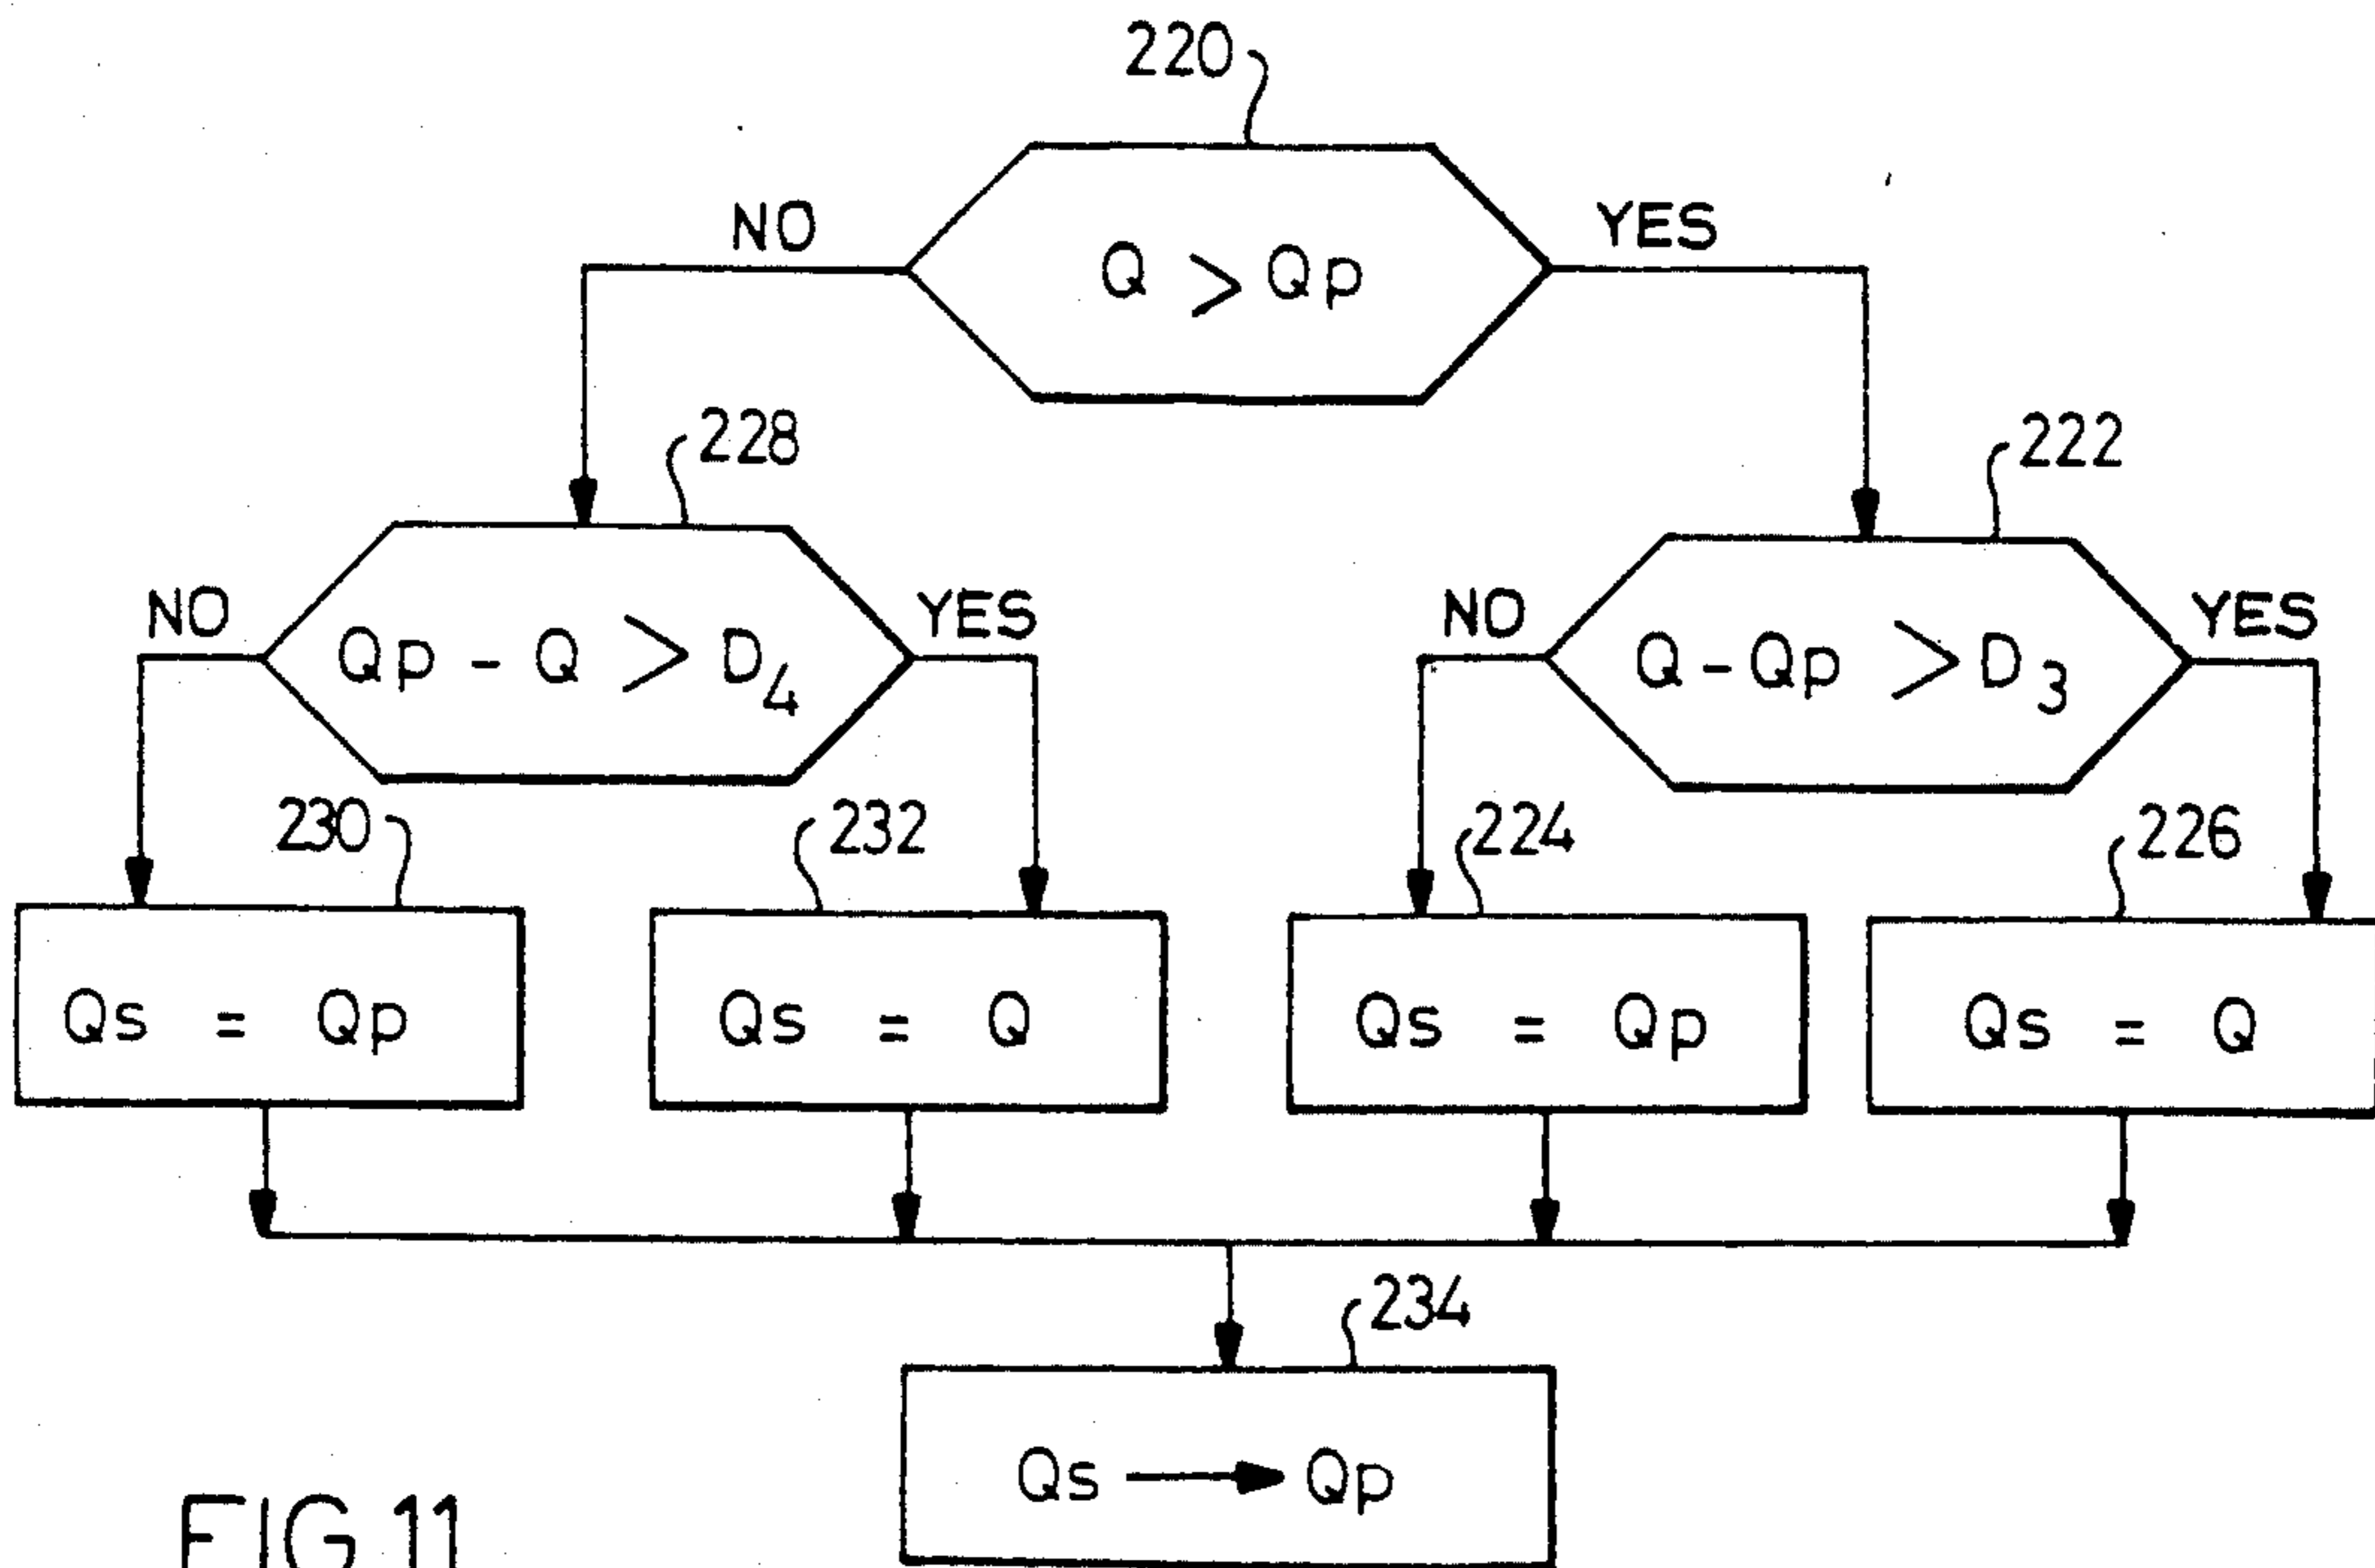 220
NO
YES
Q > Qp
228
222
NO
YES
NO
YES
Qp - Q > D4
Q - Qp > D3
230
232
224
226
Qs = Qp
Qs = Q
Qs = Qp
Qs = Q
234
Qs → Qp
FIG.11